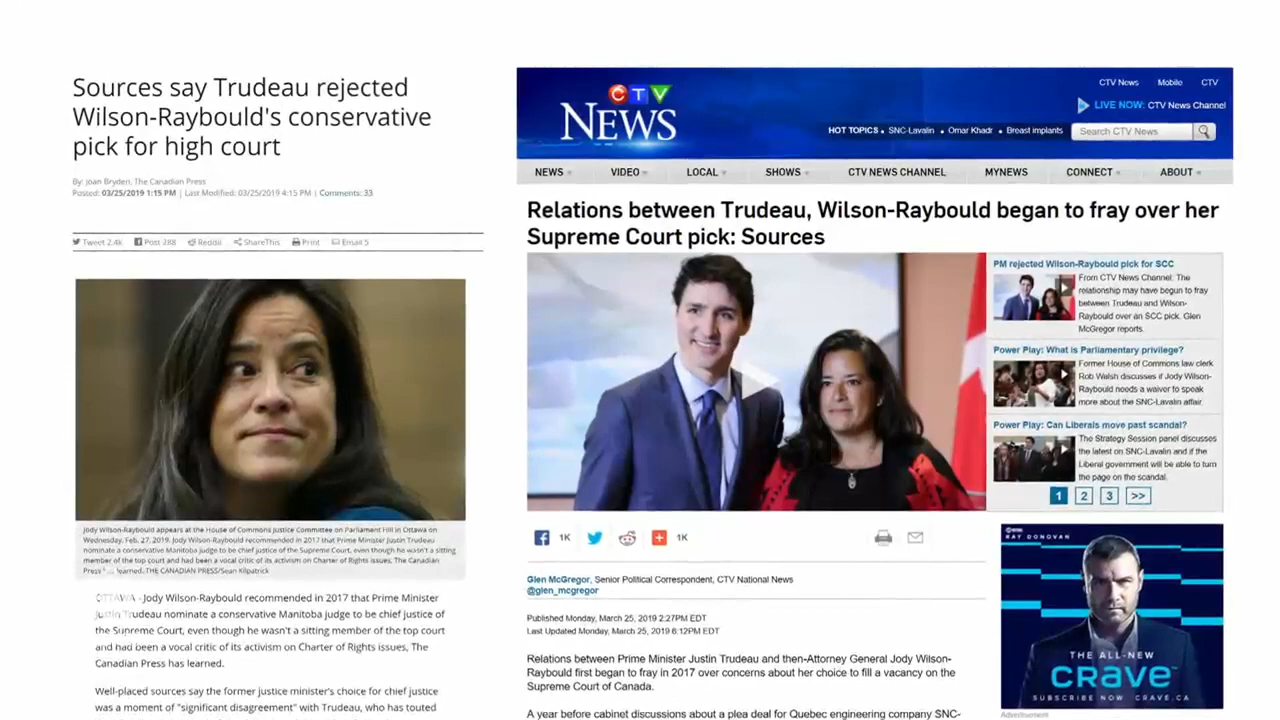 Sources say Trudeau rejected
Wilson-Raybould's conservative
pick for high court
By: Joan Bryden, The Canadian Press
Posted: 03/25/2019 1:15 PM | Last Modified: 03/25/2019 4:15 PM | Comments: 33
Tweet 2.4k Post 288 Reddit ShareThis Print Email 5
Jody Wilson-Raybould appears at the House of Commons Justice Committee on Parliament Hill in Ottawa on
Wednesday, Feb. 27, 2019. Jody Wilson-Raybould recommended in 2017 that Prime Minister Justin Trudeau
nominate a conservative Manitoba judge to be chief justice of the Supreme Court, even though he wasn't a sitting
member of the top court and had been a vocal critic of its activism on Charter of Rights issues, The Canadian
Press learned. THE CANADIAN PRESS/Sean Kilpatrick
OTTAWA - Jody Wilson-Raybould recommended in 2017 that Prime Minister
Justin Trudeau nominate a conservative Manitoba judge to be chief justice of
the Supreme Court, even though he wasn't a sitting member of the top court
and had been a vocal critic of its activism on Charter of Rights issues, The
Canadian Press has learned.
Well-placed sources say the former justice minister's choice for chief justice
was a moment of "significant disagreement" with Trudeau, who has touted
CTV News Mobile CTV
CTV
NEWS
LIVE NOW: CTV News Channel
HOT TOPICS • SNC-Lavalin • Omar Khadr • Breast implants Search CTV News
NEWS VIDEO LOCAL SHOWS CTV NEWS CHANNEL MYNEWS CONNECT ABOUT
Relations between Trudeau, Wilson-Raybould began to fray over her
Supreme Court pick: Sources
PM rejected Wilson-Raybould pick for SCC
From CTV News Channel: The
relationship may have begun to fray
between Trudeau and Wilson-
Raybould over an SCC pick. Glen
McGregor reports.
Power Play: What is Parliamentary privilege?
Former House of Commons law clerk
Rob Walsh discusses if Jody Wilson-
Raybould needs a waiver to speak
more about the SNC-Lavalin affair.
Power Play: Can Liberals move past scandal?
The Strategy Session panel discusses
the latest on SNC-Lavalin and if the
Liberal government will be able to turn
the page on the scandal.
1 2 3 >>
1K 1K
Glen McGregor, Senior Political Correspondent, CTV National News
@glen_mcgregor
Published Monday, March 25, 2019 2:27PM EDT
Last Updated Monday, March 25, 2019 6:12PM EDT
Relations between Prime Minister Justin Trudeau and then-Attorney General Jody Wilson-
Raybould first began to fray in 2017 over concerns about her choice to fill a vacancy on the
Supreme Court of Canada.
A year before cabinet discussions about a plea deal for Quebec engineering company SNC-
RAY DONOVAN
THE ALL-NEW
CRAVE
SUBSCRIBE NOW CRAVE.CA
Advertisement